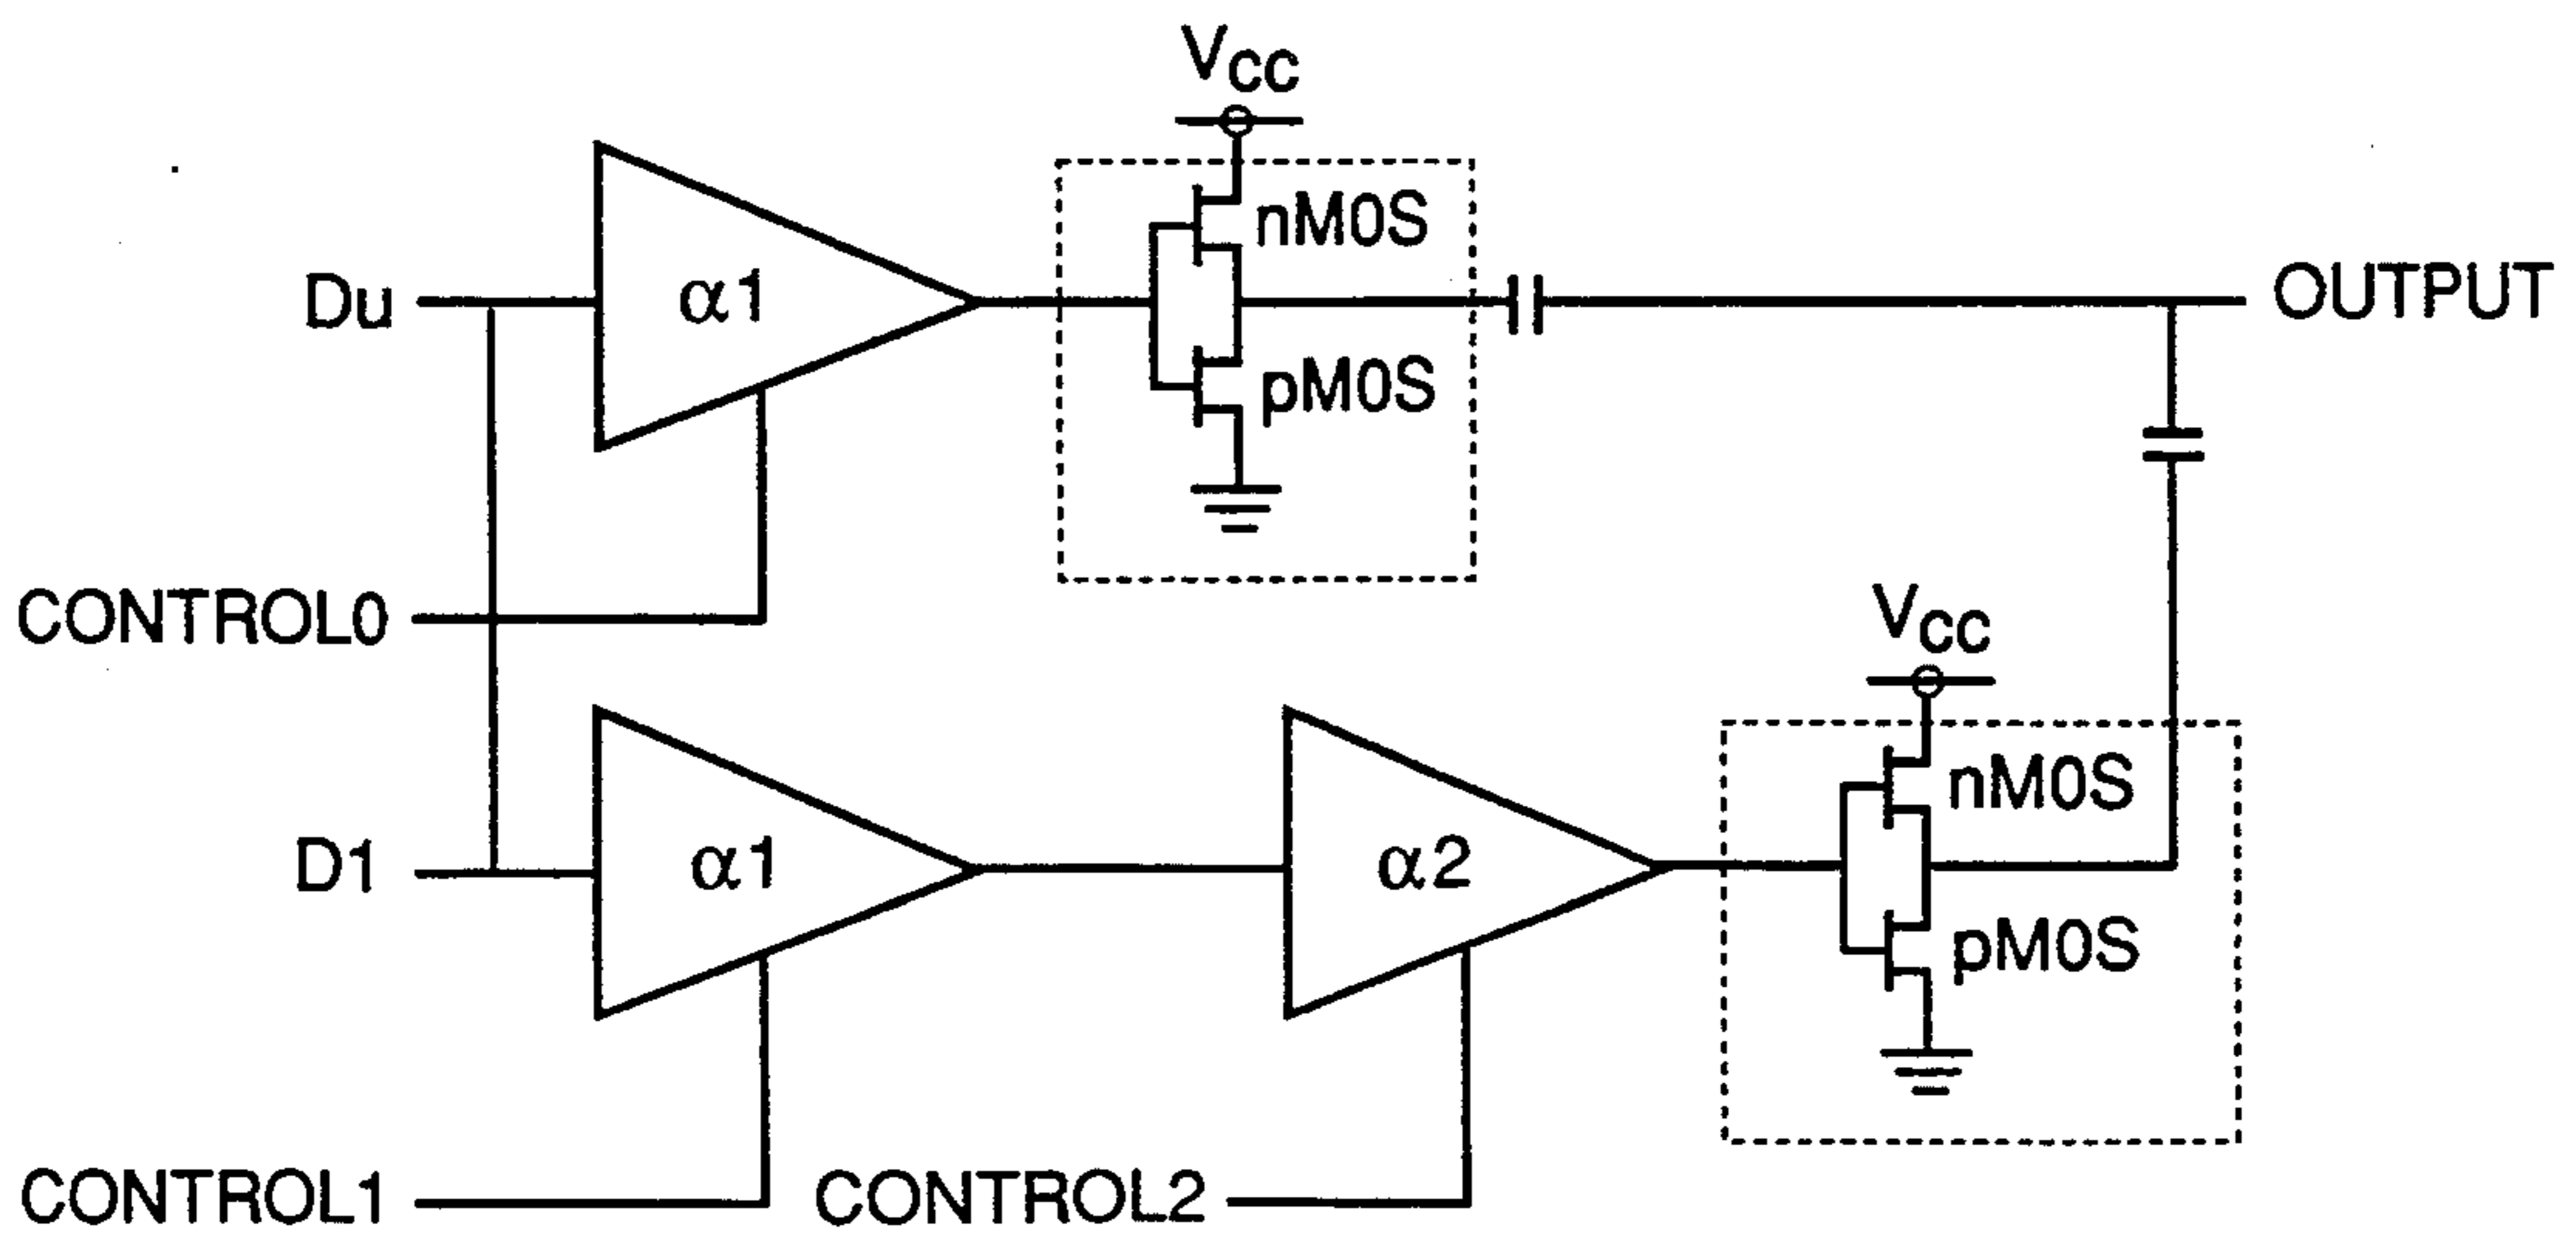 VCC
nM0S
Du
α1
OUTPUT
pM0S
CONTROL0
VCC
nM0S
D1
α1
α2
pM0S
CONTROL1
CONTROL2